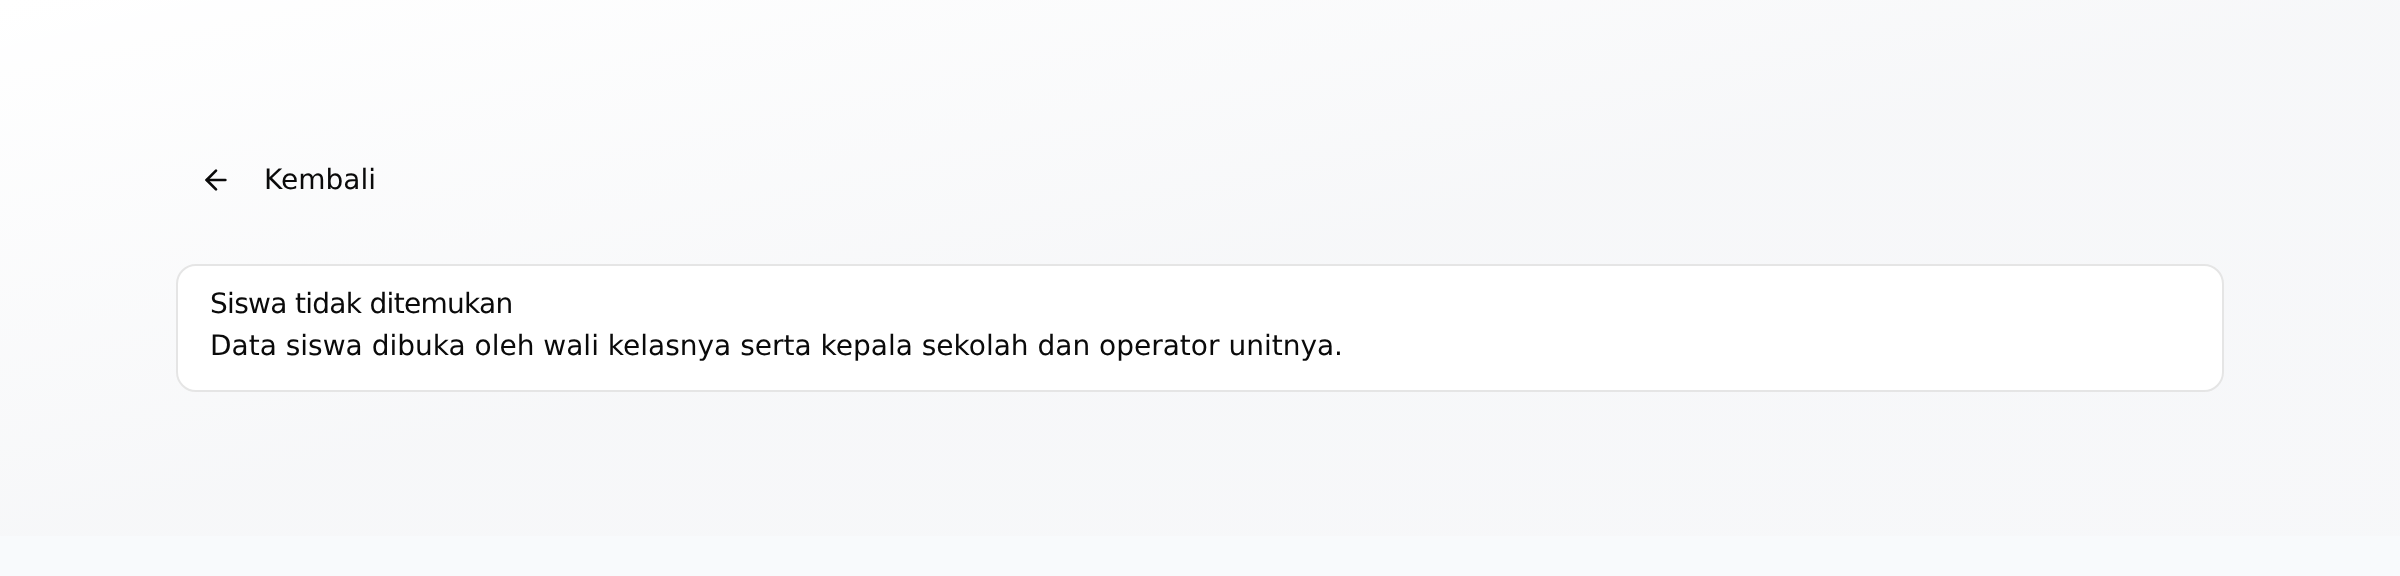 Kembali
Siswa tidak ditemukan
Data siswa dibuka oleh wali kelasnya serta kepala sekolah dan operator unitnya.